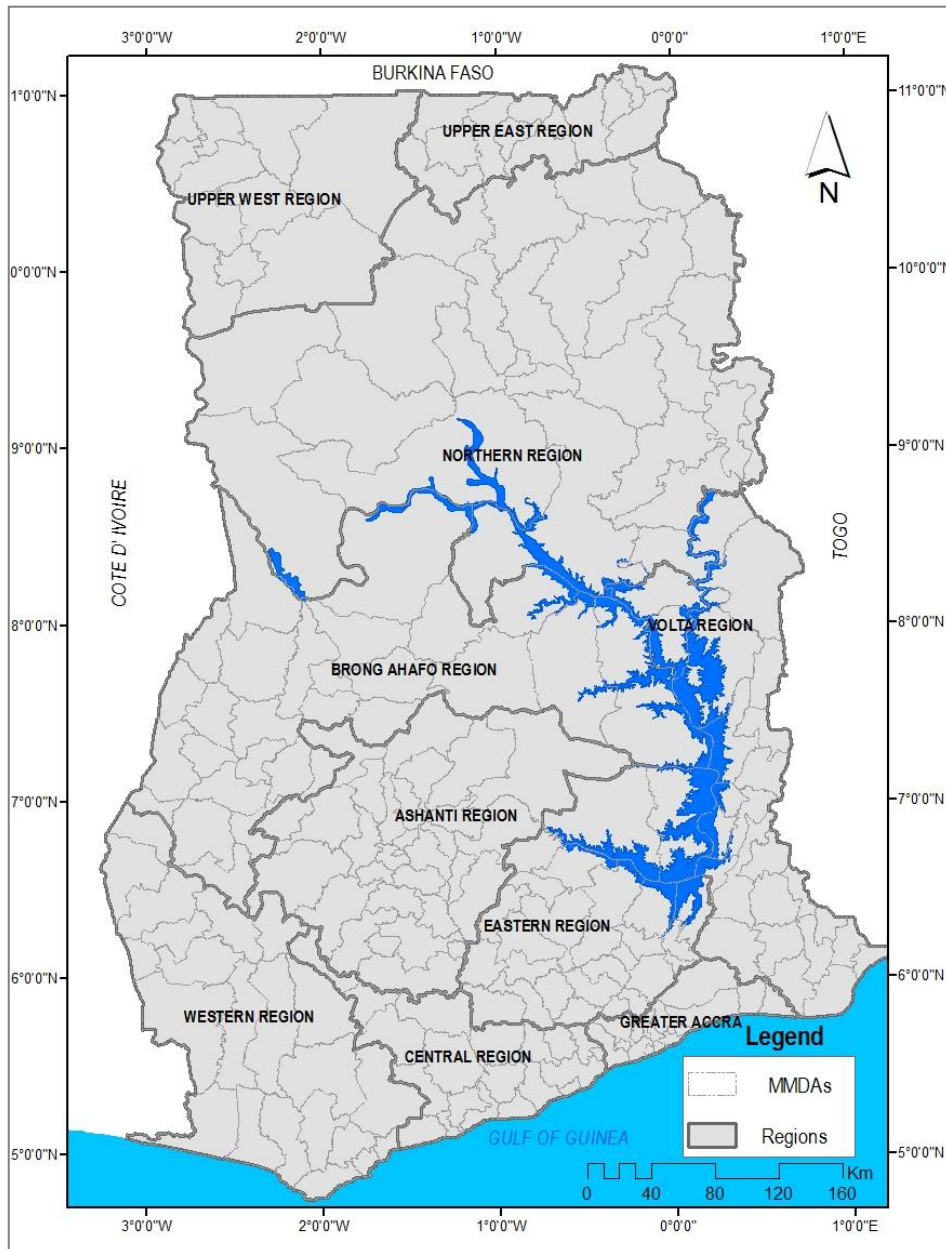 3°0'0"W 2°0'0"W 1°0'0"W 0°0'0" 1°0'0"E
BURKINA FASO
1°0'0"N
11°0'0"N
UPPER EAST REGION
UPPER WEST REGION
N
0°0'0"N
10°0'0"N
9°0'0"N
9°0'0"N
NORTHERN REGION
COTE D' IVOIRE
TOGO
8°0'0"N
8°0'0"N
VOLTA REGION
BRONG AHAFO REGION
7°0'0"N
7°0'0"N
ASHANTI REGION
EASTERN REGION
6°0'0"N
6°0'0"N
WESTERN REGION
GREATER ACCRA
CENTRAL REGION
Legend
MMDAs
Regions
GULF OF GUINEA
5°0'0"N
5°0'0"N
Km
0 40 80 120 160
3°0'0"W 2°0'0"W 1°0'0"W 0°0'0" 1°0'0"E